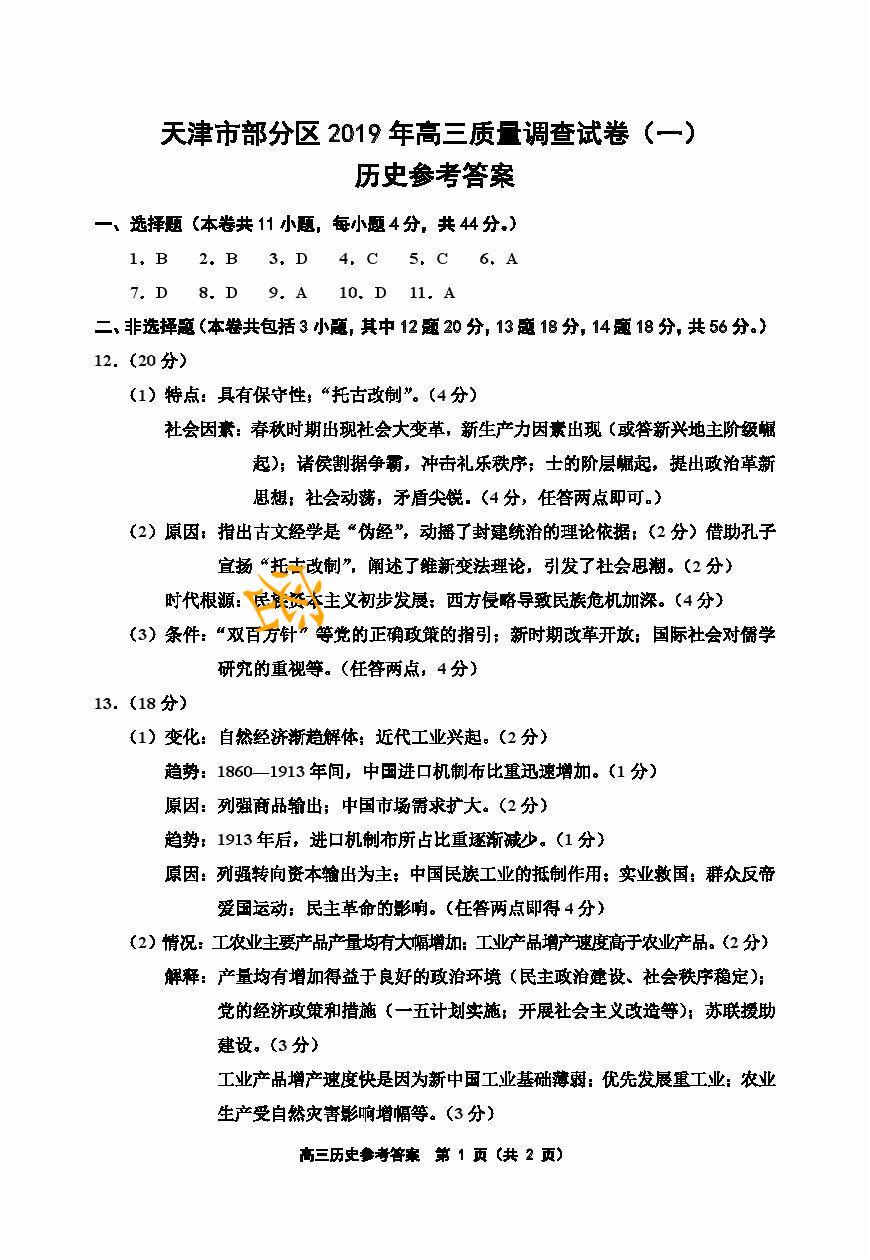 天津市部分区 2019 年高三质量调查试卷（一）
历史参考答案
一、选择题（本卷共 11 小题，每小题 4 分，共 44 分。）
1．B 2．B 3．D 4．C 5．C 6．A
7．D 8．D 9．A 10．D 11．A
二、非选择题（本卷共包括 3 小题，其中 12 题 20 分，13 题 18 分，14 题 18 分，共 56 分。）
12．（20 分）
（1）特点：具有保守性；“托古改制”。（4 分）
社会因素：春秋时期出现社会大变革，新生产力因素出现（或答新兴地主阶级崛
起）；诸侯割据争霸，冲击礼乐秩序；士的阶层崛起，提出政治革新
思想；社会动荡，矛盾尖锐。（4 分，任答两点即可。）
（2）原因：指出古文经学是“伪经”，动摇了封建统治的理论依据；（2 分）借助孔子
宣扬“托古改制”，阐述了维新变法理论，引发了社会思潮。（2 分）
时代根源：民族资本主义初步发展；西方侵略导致民族危机加深。（4 分）
（3）条件：“双百方针”等党的正确政策的指引；新时期改革开放；国际社会对儒学
研究的重视等。（任答两点，4 分）
13．（18 分）
（1）变化：自然经济渐趋解体；近代工业兴起。（2 分）
趋势：1860—1913 年间，中国进口机制布比重迅速增加。（1 分）
原因：列强商品输出；中国市场需求扩大。（2 分）
趋势：1913 年后，进口机制布所占比重逐渐减少。（1 分）
原因：列强转向资本输出为主；中国民族工业的抵制作用；实业救国；群众反帝
爱国运动；民主革命的影响。（任答两点即得 4 分）
（2）情况：工农业主要产品产量均有大幅增加；工业产品增产速度高于农业产品。（2 分）
解释：产量均有增加得益于良好的政治环境（民主政治建设、社会秩序稳定）；
党的经济政策和措施（一五计划实施；开展社会主义改造等）；苏联援助
建设。（3 分）
工业产品增产速度快是因为新中国工业基础薄弱；优先发展重工业；农业
生产受自然灾害影响增幅等。（3 分）
高三历史参考答案 第 1 页（共 2 页）